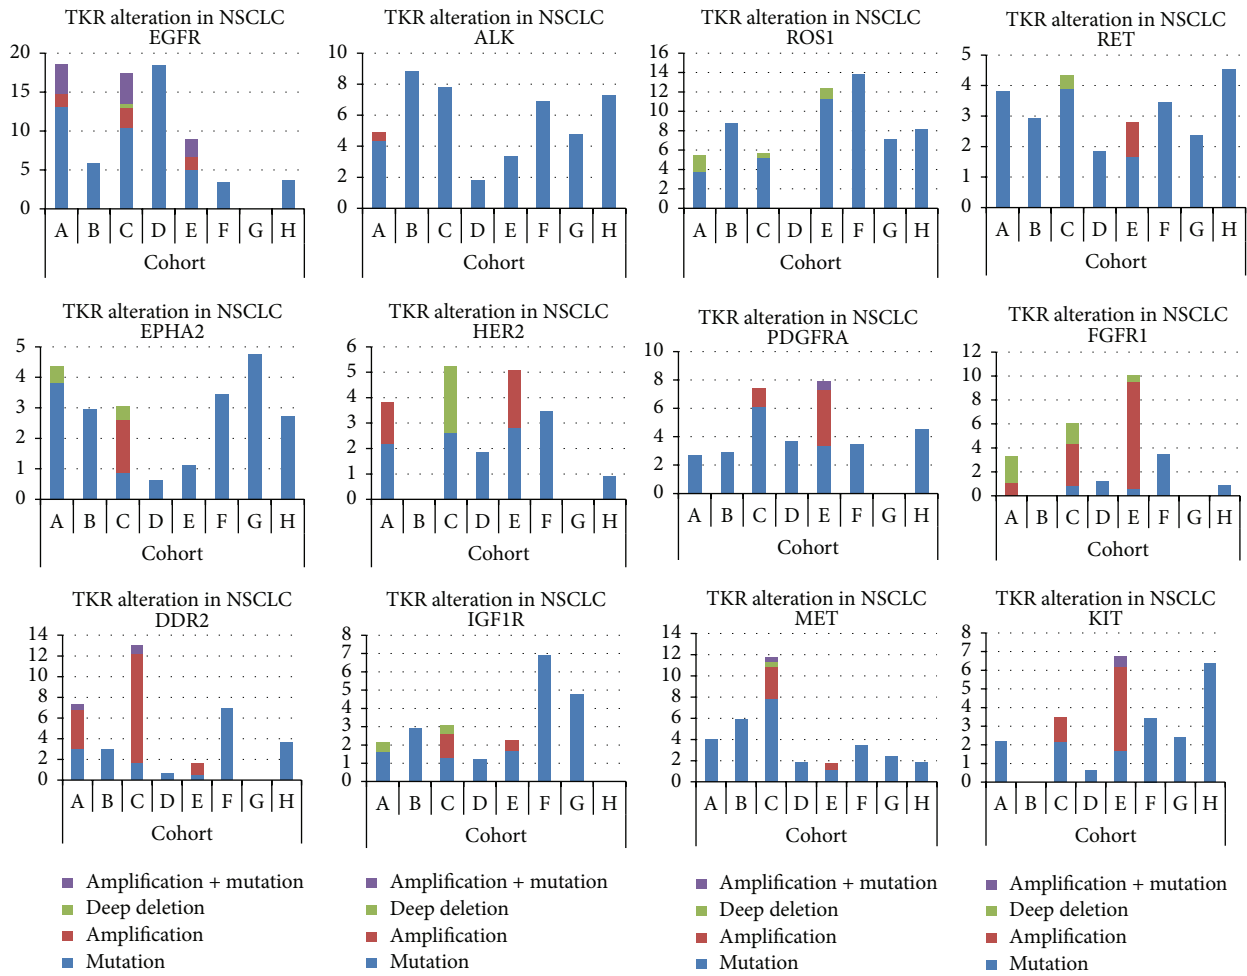 TKR alteration in NSCLC
EGFR
20
15
10
5
0
A B C D E F G H
Cohort
TKR alteration in NSCLC
ALK
10
8
6
4
2
0
A B C D E F G H
Cohort
TKR alteration in NSCLC
ROS1
16
14
12
10
8
6
4
2
0
A B C D E F G H
Cohort
TKR alteration in NSCLC
RET
5
4
3
2
1
0
A B C D E F G H
Cohort
TKR alteration in NSCLC
EPHA2
5
4
3
2
1
0
A B C D E F G H
Cohort
TKR alteration in NSCLC
HER2
6
5
4
3
2
1
0
A B C D E F G H
Cohort
TKR alteration in NSCLC
PDGFRA
10
8
6
4
2
0
A B C D E F G H
Cohort
TKR alteration in NSCLC
FGFR1
12
10
8
6
4
2
0
A B C D E F G H
Cohort
TKR alteration in NSCLC
DDR2
14
12
10
8
6
4
2
0
A B C D E F G H
Cohort
TKR alteration in NSCLC
IGF1R
8
7
6
5
4
3
2
1
0
A B C D E F G H
Cohort
TKR alteration in NSCLC
MET
14
12
10
8
6
4
2
0
A B C D E F G H
Cohort
TKR alteration in NSCLC
KIT
8
7
6
5
4
3
2
1
0
A B C D E F G H
Cohort
Amplification + mutation
Deep deletion
Amplification
Mutation
Amplification + mutation
Deep deletion
Amplification
Mutation
Amplification + mutation
Deep deletion
Amplification
Mutation
Amplification + mutation
Deep deletion
Amplification
Mutation